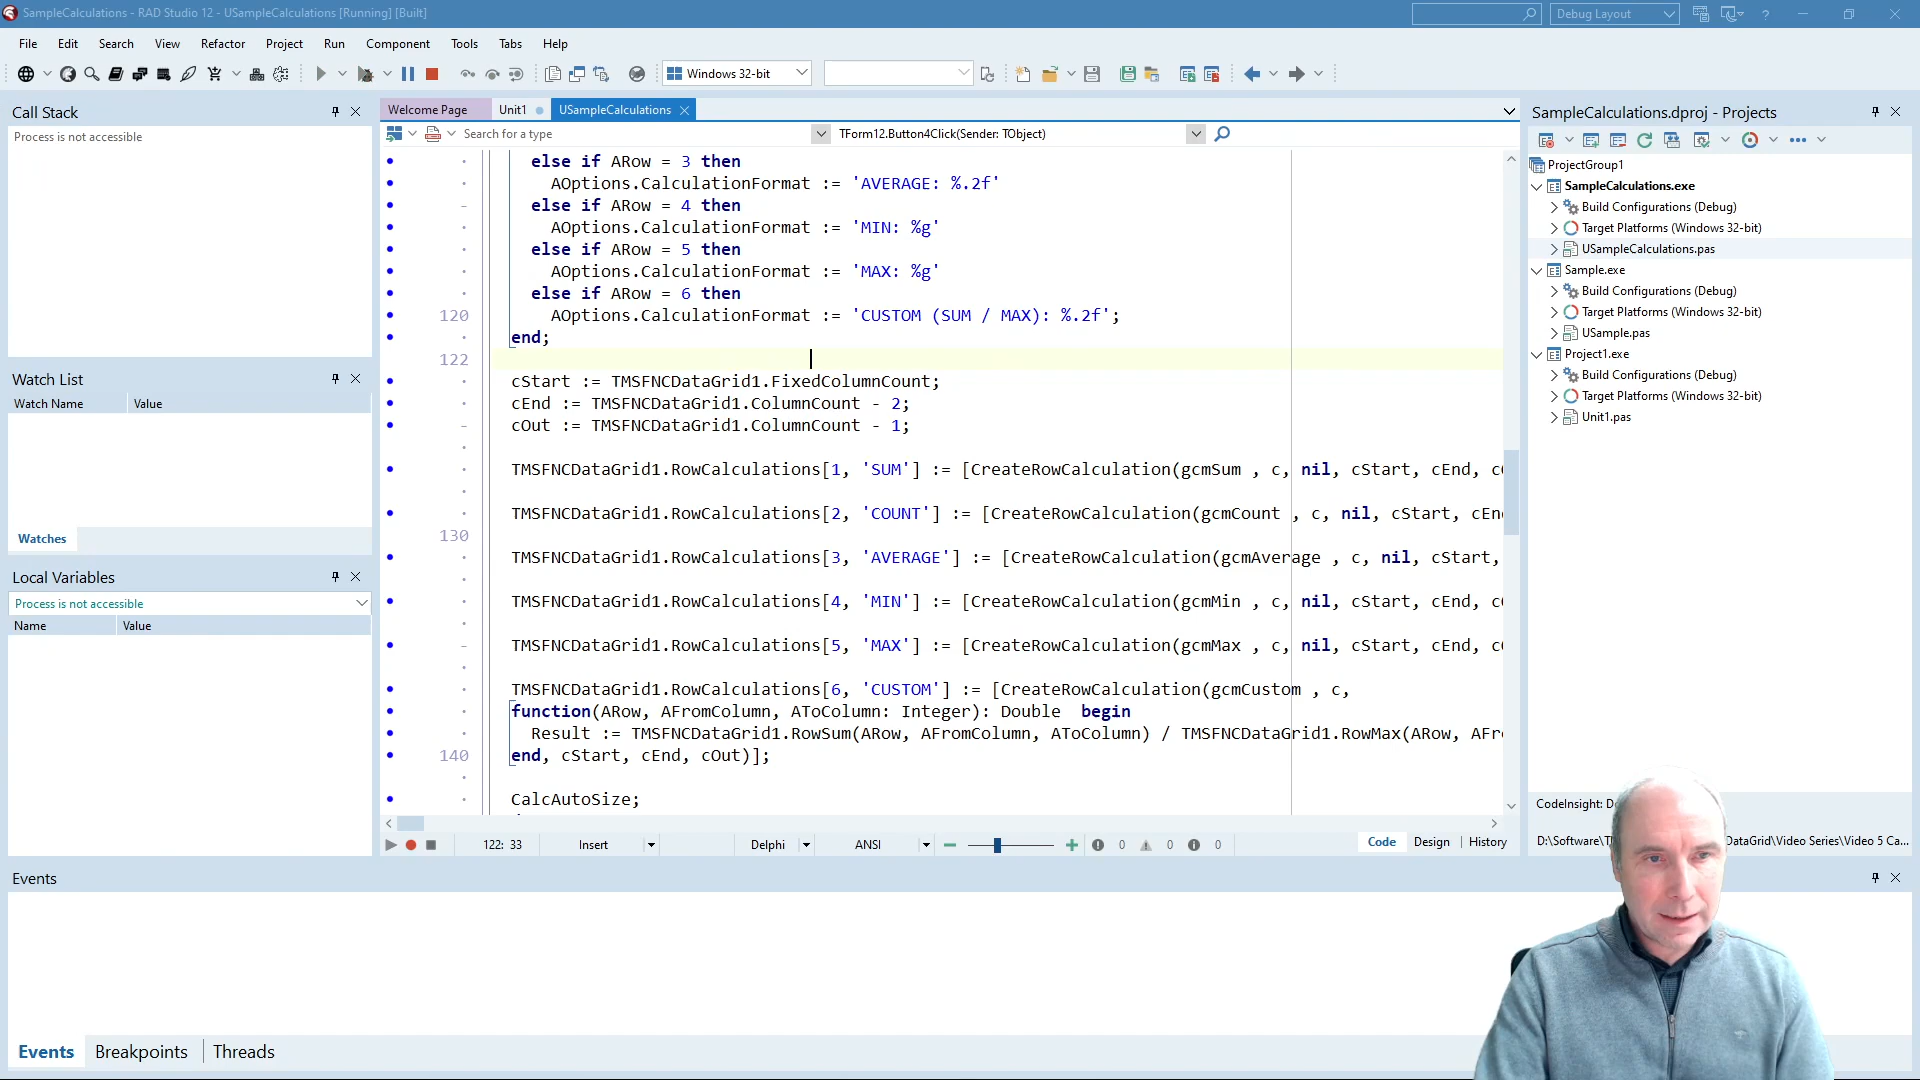 SampleCalculations - RAD Studio 12 - USampleCalculations [Running] [Built]
Debug Layout
File Edit Search View Refactor Project Run Component Tools Tabs Help
Windows 32-bit
Call Stack
Process is not accessible
Watch List
Watch Name Value
Watches
Local Variables
Process is not accessible
Name Value
Welcome Page Unit1 USampleCalculations
Search for a type TForm12.Button4Click(Sender: TObject)
else if ARow = 3 then
AOptions.CalculationFormat := 'AVERAGE: %.2f'
else if ARow = 4 then
AOptions.CalculationFormat := 'MIN: %g'
else if ARow = 5 then
AOptions.CalculationFormat := 'MAX: %g'
else if ARow = 6 then
120 AOptions.CalculationFormat := 'CUSTOM (SUM / MAX): %.2f';
end;
122
cStart := TMSFNCDataGrid1.FixedColumnCount;
cEnd := TMSFNCDataGrid1.ColumnCount - 2;
cOut := TMSFNCDataGrid1.ColumnCount - 1;
TMSFNCDataGrid1.RowCalculations[1, 'SUM'] := [CreateRowCalculation(gcmSum , c, nil, cStart, cEnd, c
TMSFNCDataGrid1.RowCalculations[2, 'COUNT'] := [CreateRowCalculation(gcmCount , c, nil, cStart, cEn
130
TMSFNCDataGrid1.RowCalculations[3, 'AVERAGE'] := [CreateRowCalculation(gcmAverage , c, nil, cStart,
TMSFNCDataGrid1.RowCalculations[4, 'MIN'] := [CreateRowCalculation(gcmMin , c, nil, cStart, cEnd, c
TMSFNCDataGrid1.RowCalculations[5, 'MAX'] := [CreateRowCalculation(gcmMax , c, nil, cStart, cEnd, c
TMSFNCDataGrid1.RowCalculations[6, 'CUSTOM'] := [CreateRowCalculation(gcmCustom , c,
function(ARow, AFromColumn, AToColumn: Integer): Double begin
Result := TMSFNCDataGrid1.RowSum(ARow, AFromColumn, AToColumn) / TMSFNCDataGrid1.RowMax(ARow, AFr
140 end, cStart, cEnd, cOut)];
CalcAutoSize;
122: 33 Insert Delphi ANSI 0 0 0 Code Design History
SampleCalculations.dproj - Projects
ProjectGroup1
SampleCalculations.exe
Build Configurations (Debug)
Target Platforms (Windows 32-bit)
USampleCalculations.pas
Sample.exe
Build Configurations (Debug)
Target Platforms (Windows 32-bit)
USample.pas
Project1.exe
Build Configurations (Debug)
Target Platforms (Windows 32-bit)
Unit1.pas
CodeInsight:
D:\Software\ DataGrid\Video Series\Video 5 Ca...
Events
Events Breakpoints Threads